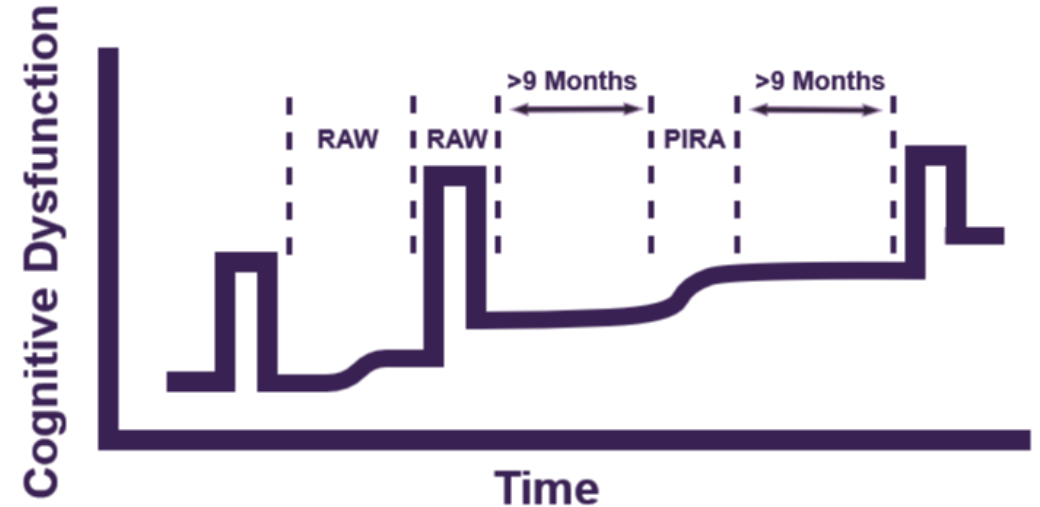 Cognitive Dysfunction
>9 Months
>9 Months
RAW
RAW
PIRA
Time